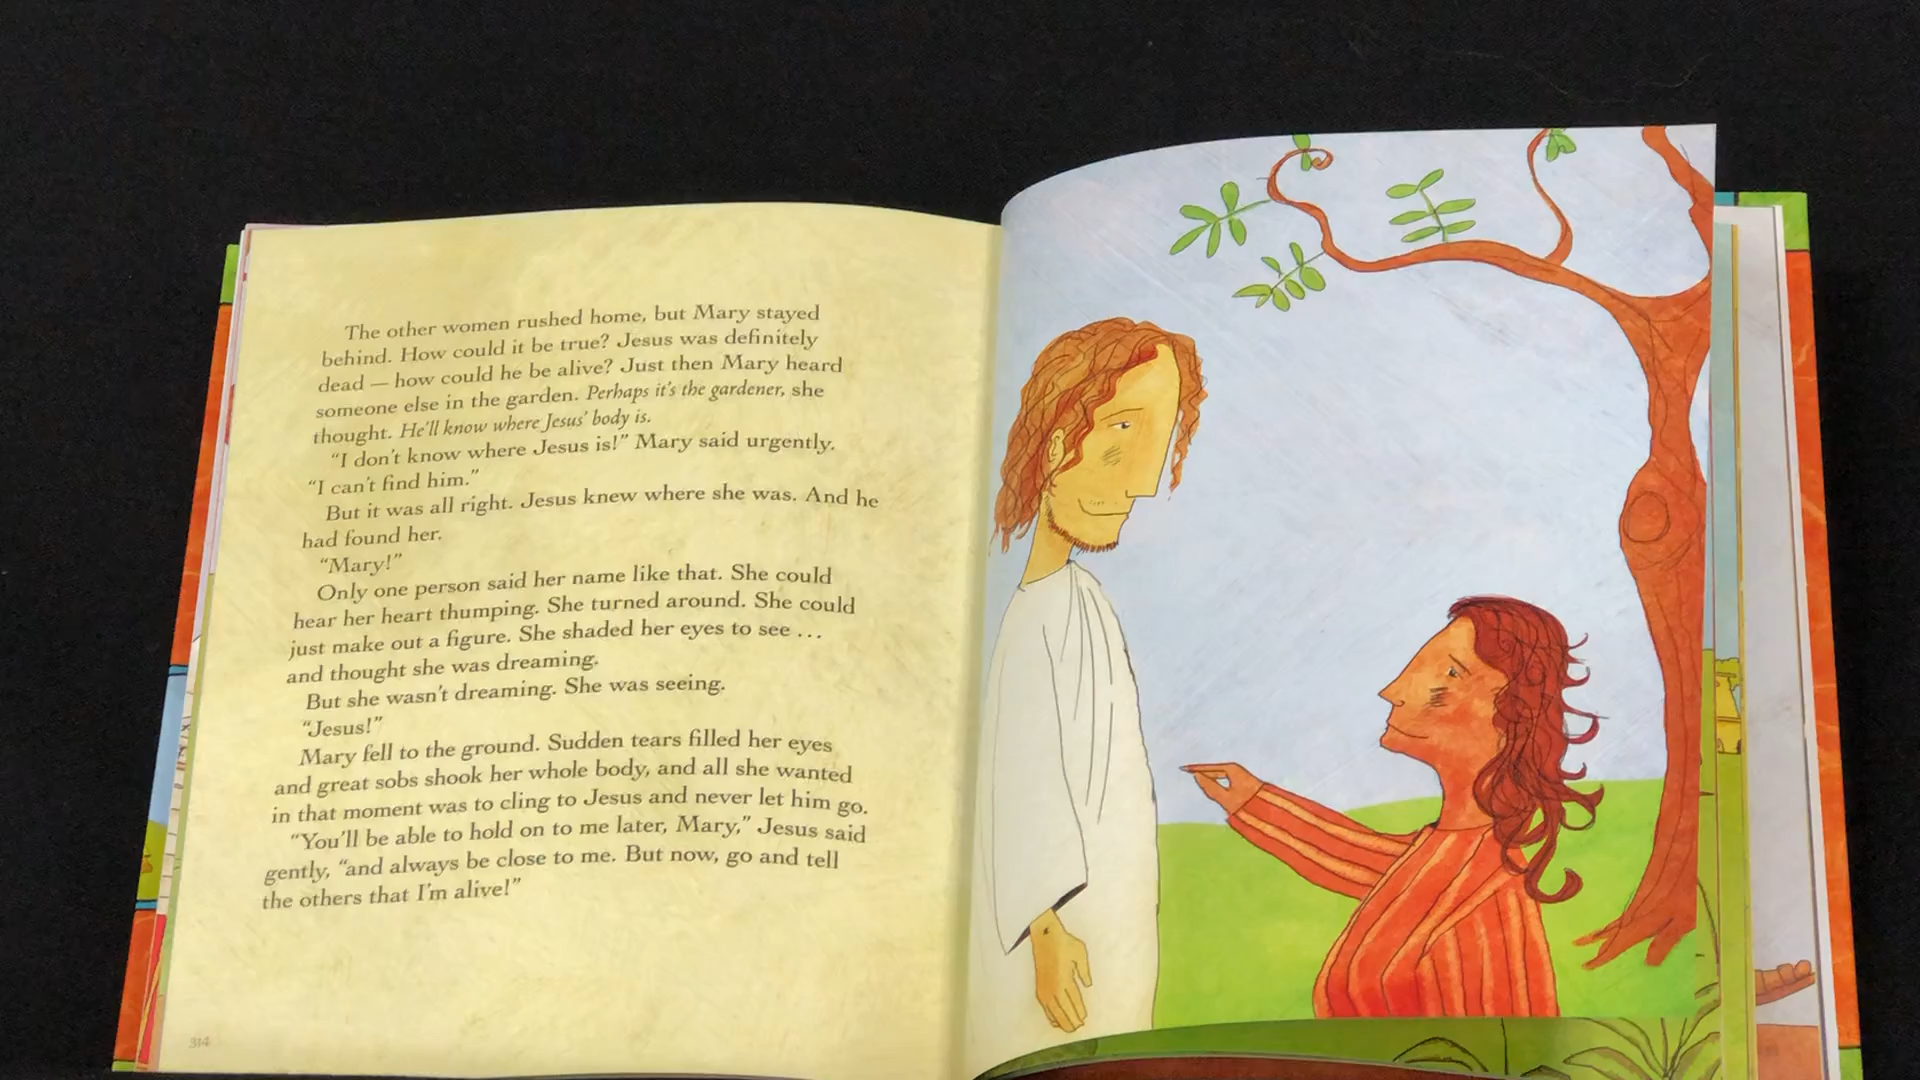 The other women rushed home, but Mary stayed
behind. How could it be true? Jesus was definitely
dead — how could he be alive? Just then Mary heard
someone else in the garden. Perhaps it's the gardener, she
thought. He'll know where Jesus' body is.
“I don't know where Jesus is!” Mary said urgently.
“I can't find him.”
But it was all right. Jesus knew where she was. And he
had found her.
“Mary!”
Only one person said her name like that. She could
hear her heart thumping. She turned around. She could
just make out a figure. She shaded her eyes to see ...
and thought she was dreaming.
But she wasn't dreaming. She was seeing.
“Jesus!”
Mary fell to the ground. Sudden tears filled her eyes
and great sobs shook her whole body, and all she wanted
in that moment was to cling to Jesus and never let him go.
“You'll be able to hold on to me later, Mary,” Jesus said
gently, “and always be close to me. But now, go and tell
the others that I'm alive!”
314